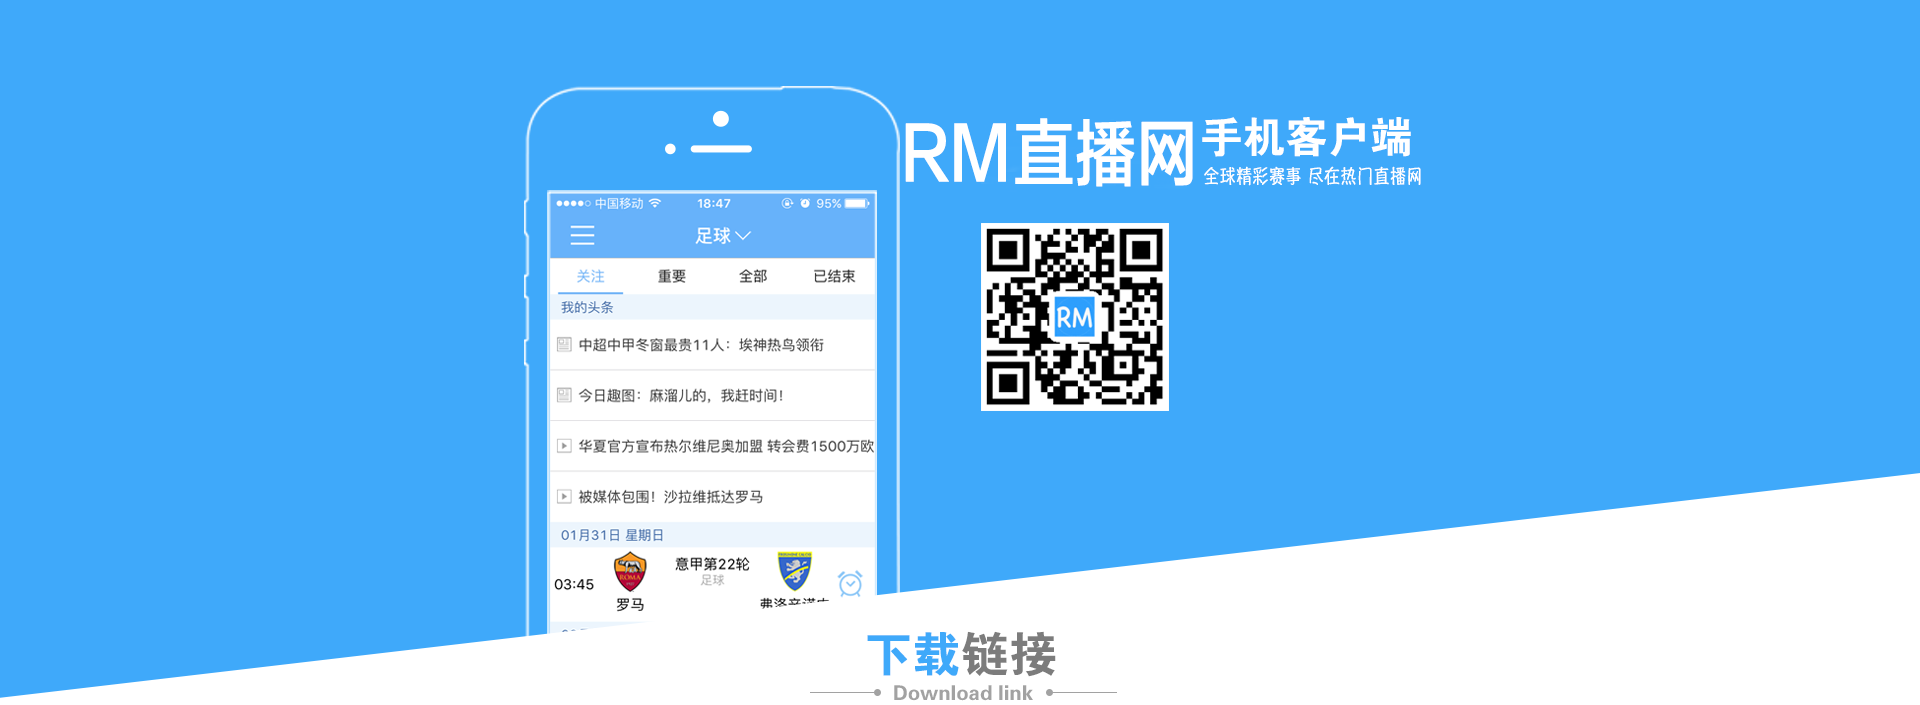 RM直播网
手机客户端
全球精彩赛事 尽在热门直播网
RM
中国移动 18:47 95%
足球
关注 重要 全部 已结束
我的头条
中超中甲冬窗最贵11人：埃神热鸟领衔
今日趣图：麻溜儿的，我赶时间！
华夏官方宣布热尔维尼奥加盟 转会费1500万欧
被媒体包围！沙拉维抵达罗马
01月31日 星期日
意甲第22轮
足球
03:45
ROMA
罗马
下载链接
Download link